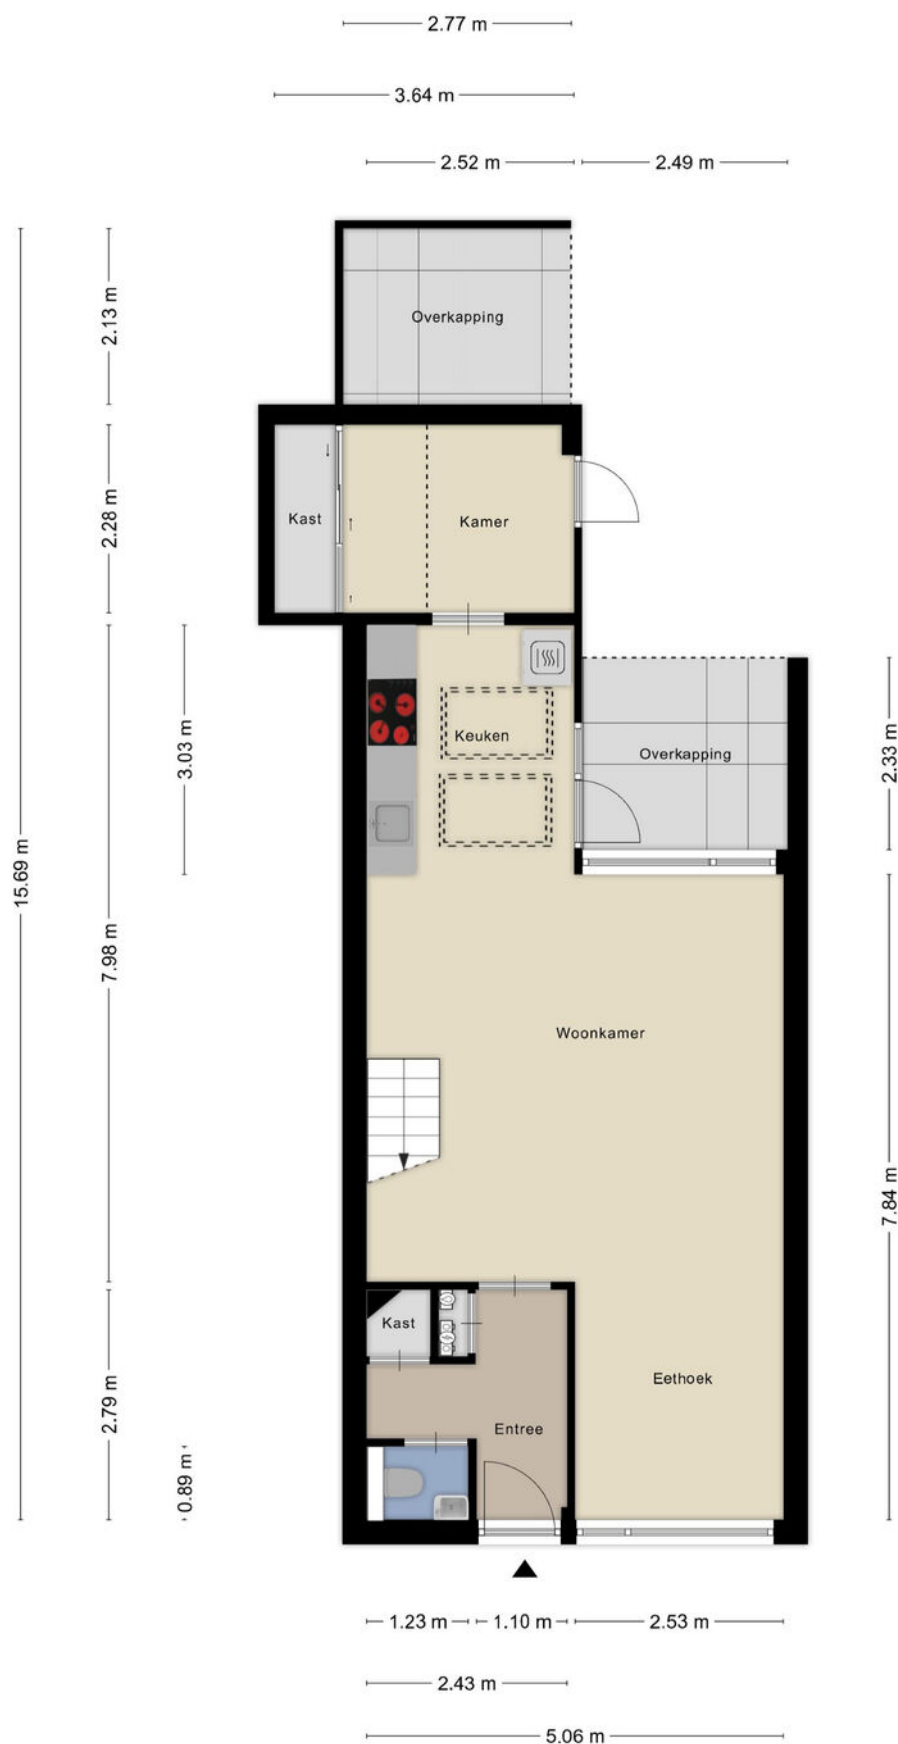 2.77 m
3.64 m
2.52 m
2.49 m
2.13 m
Overkapping
2.28 m
Kast
Kamer
3.03 m
Keuken
Overkapping
2.33 m
15.69 m
7.98 m
Woonkamer
7.84 m
Kast
Eethoek
2.79 m
Entree
0.89 m
1.23 m
1.10 m
2.53 m
2.43 m
5.06 m